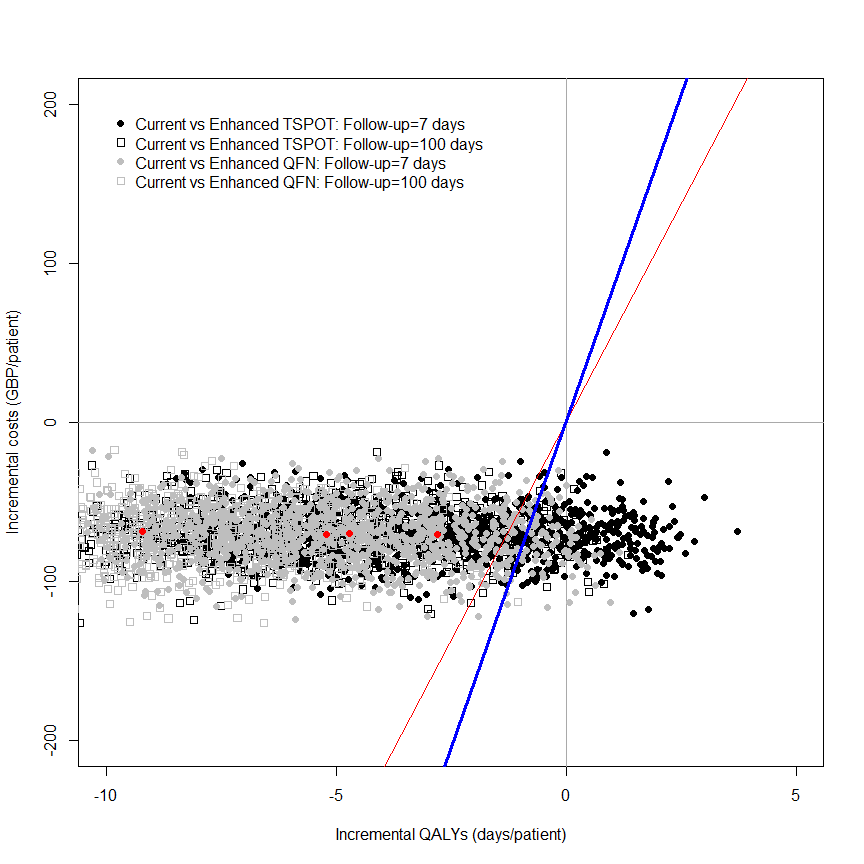 200
100
0
-100
-200
Incremental costs (GBP/patient)
Current vs Enhanced TSPOT: Follow-up=7 days
Current vs Enhanced TSPOT: Follow-up=100 days
Current vs Enhanced QFN: Follow-up=7 days
Current vs Enhanced QFN: Follow-up=100 days
-10
-5
0
5
Incremental QALYs (days/patient)